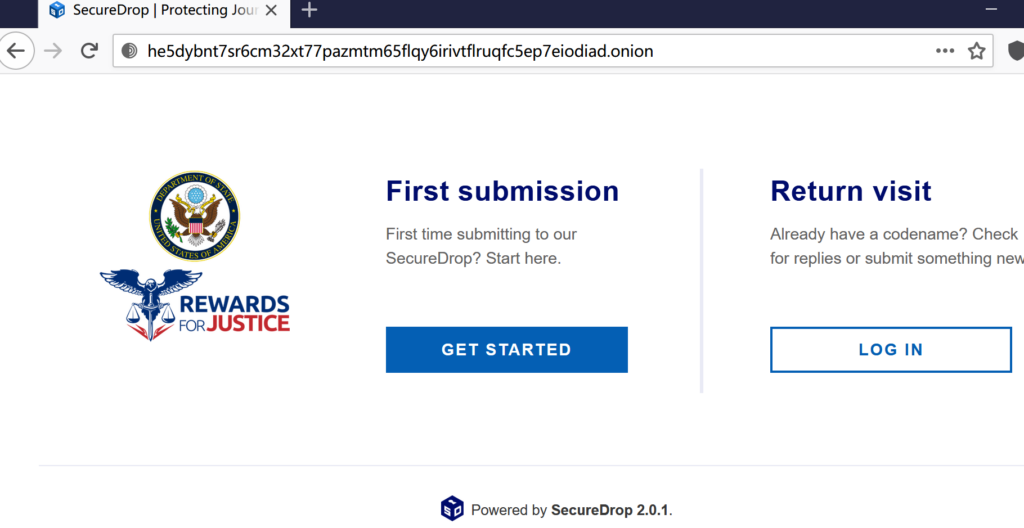 SecureDrop | Protecting Jour
he5dybnt7sr6cm32xt77pazmtm65flqy6irivtflruqfc5ep7eiodiad.onion
DEPARTMENT OF STATE
UNITED STATES OF AMERICA
REWARDS
FOR JUSTICE
First submission
First time submitting to our
SecureDrop? Start here.
GET STARTED
Return visit
Already have a codename? Check
for replies or submit something new
LOG IN
Powered by SecureDrop 2.0.1.